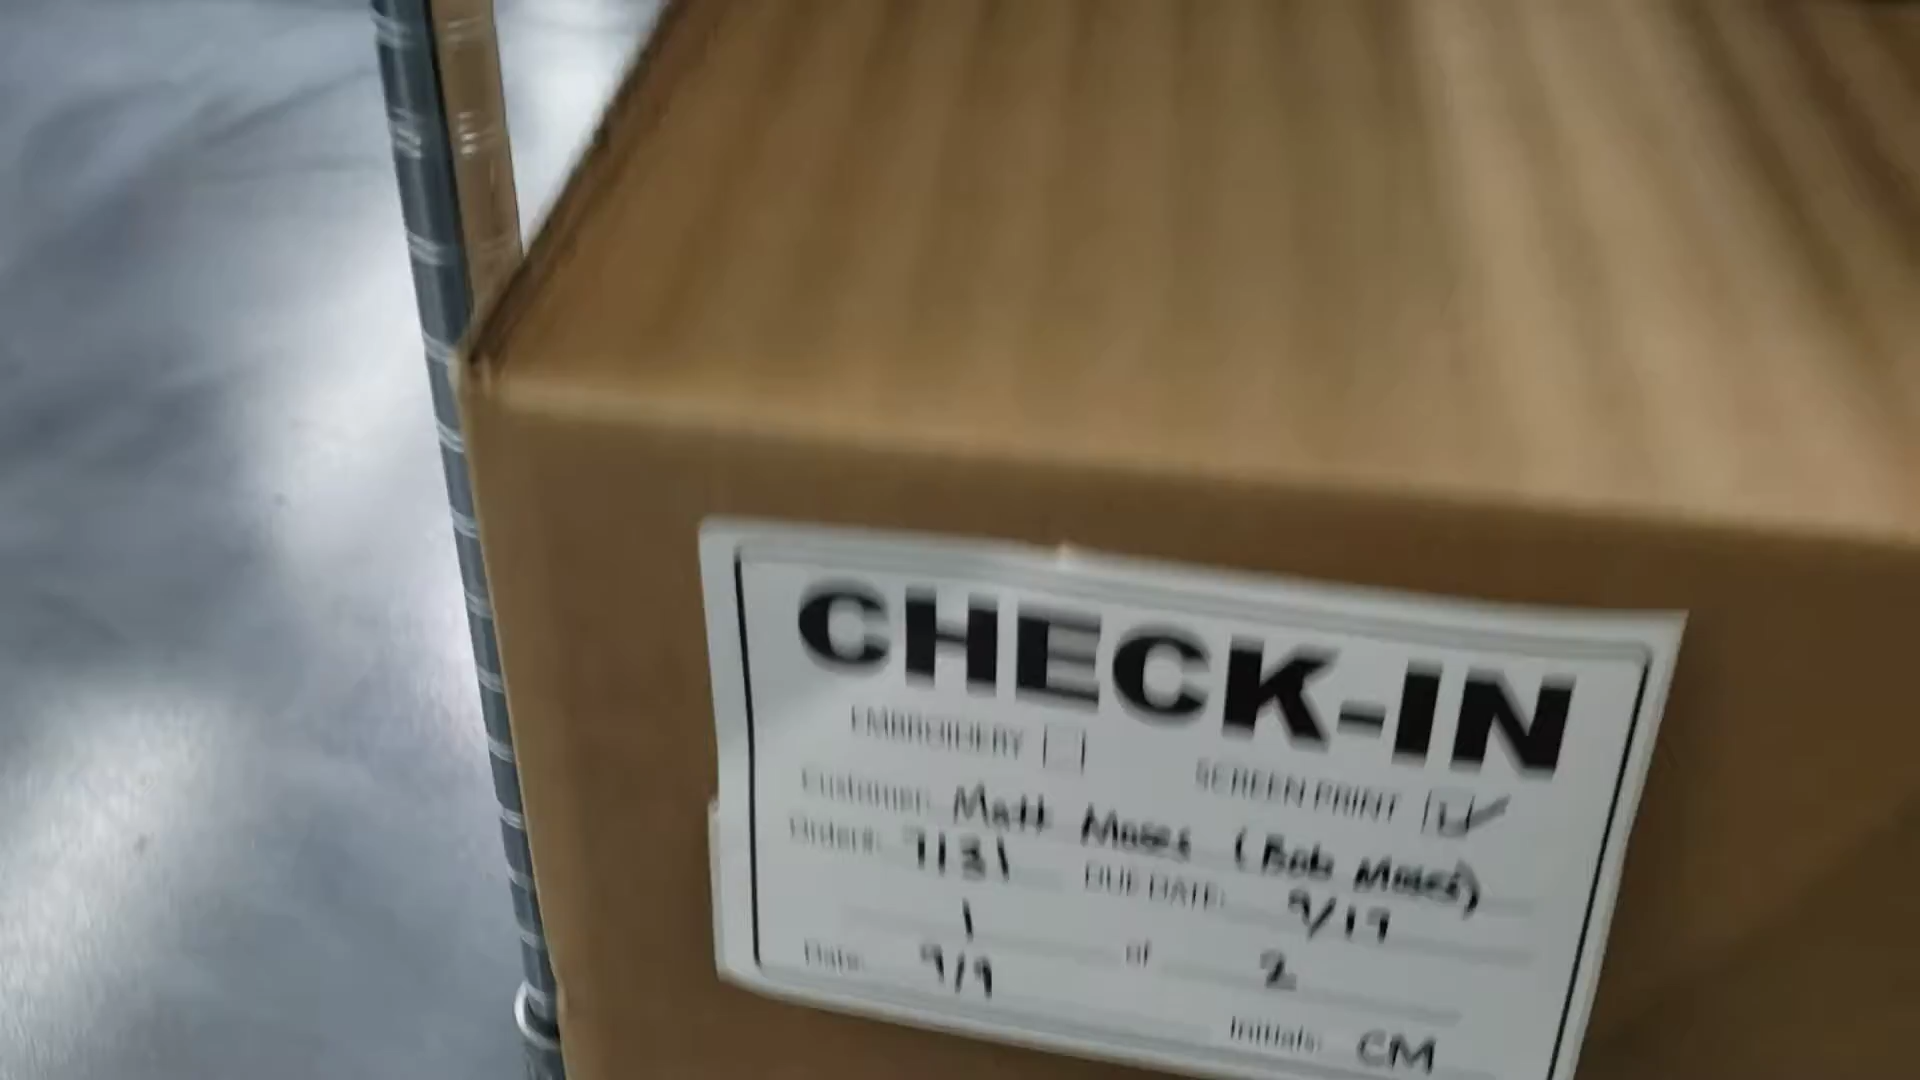 CHECK-IN
EMBROIDERY SCREEN PRINT
Customer: Matt Moses (Bob Moses)
Order#: 7131 DUE DATE: 9/19
1 of 2
Date: 9/9
Initials: CM